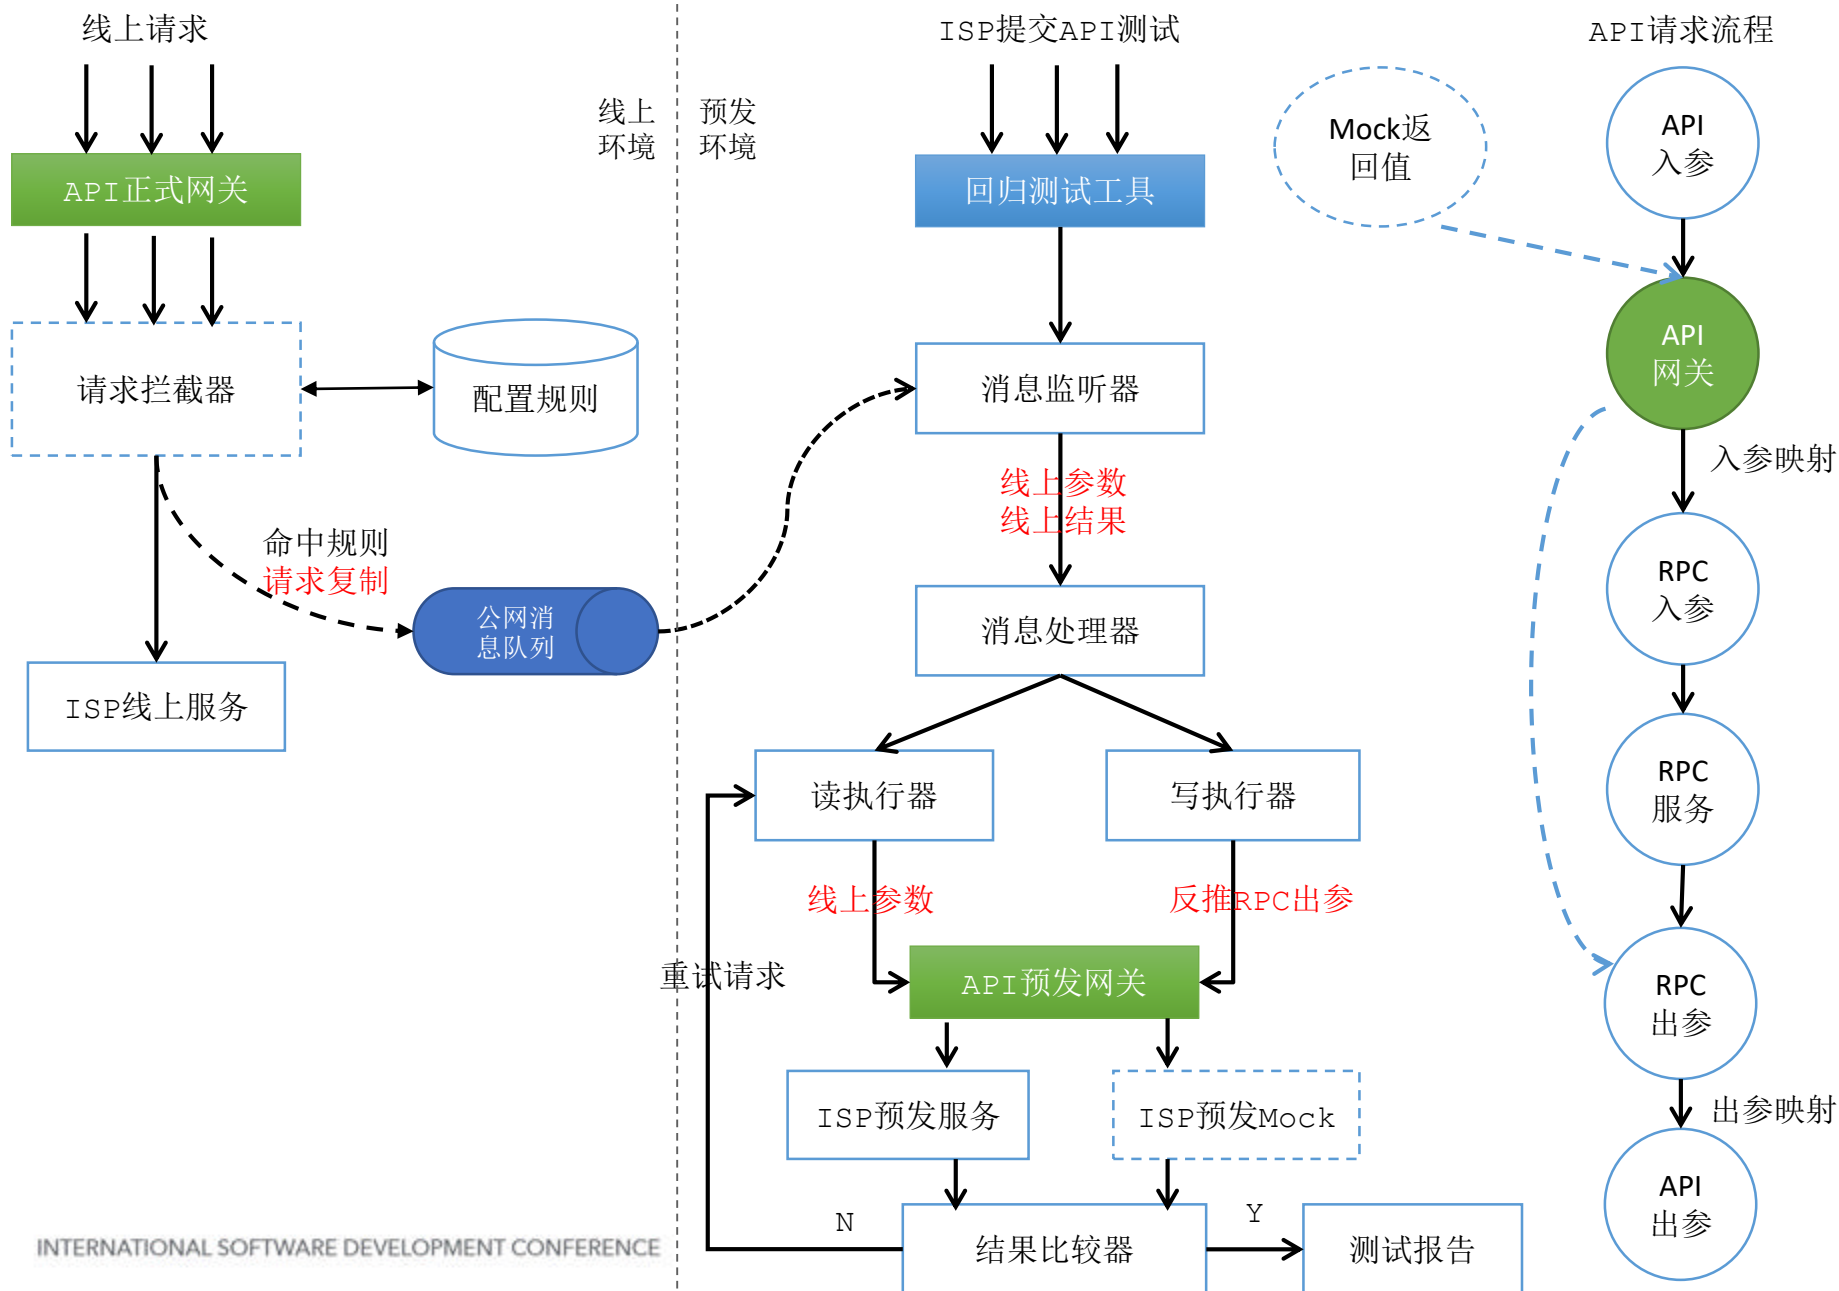 线上请求
API正式网关
请求拦截器
配置规则
命中规则
请求复制
公网消
息队列
ISP线上服务
线上
环境
预发
环境
ISP提交API测试
回归测试工具
消息监听器
线上参数
线上结果
消息处理器
读执行器
写执行器
线上参数
反推RPC出参
重试请求
API预发网关
ISP预发服务
ISP预发Mock
N
结果比较器
Y
测试报告
API请求流程
Mock返
回值
API
入参
API
网关
入参映射
RPC
入参
RPC
服务
RPC
出参
出参映射
API
出参
INTERNATIONAL SOFTWARE DEVELOPMENT CONFERENCE